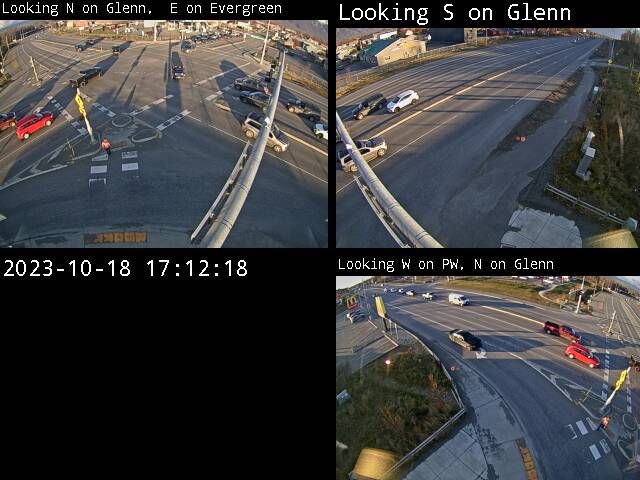 Looking N on Glenn,  E on Evergreen
Looking S on Glenn
2023-10-18 17:12:18
Looking W on PW, N on Glenn